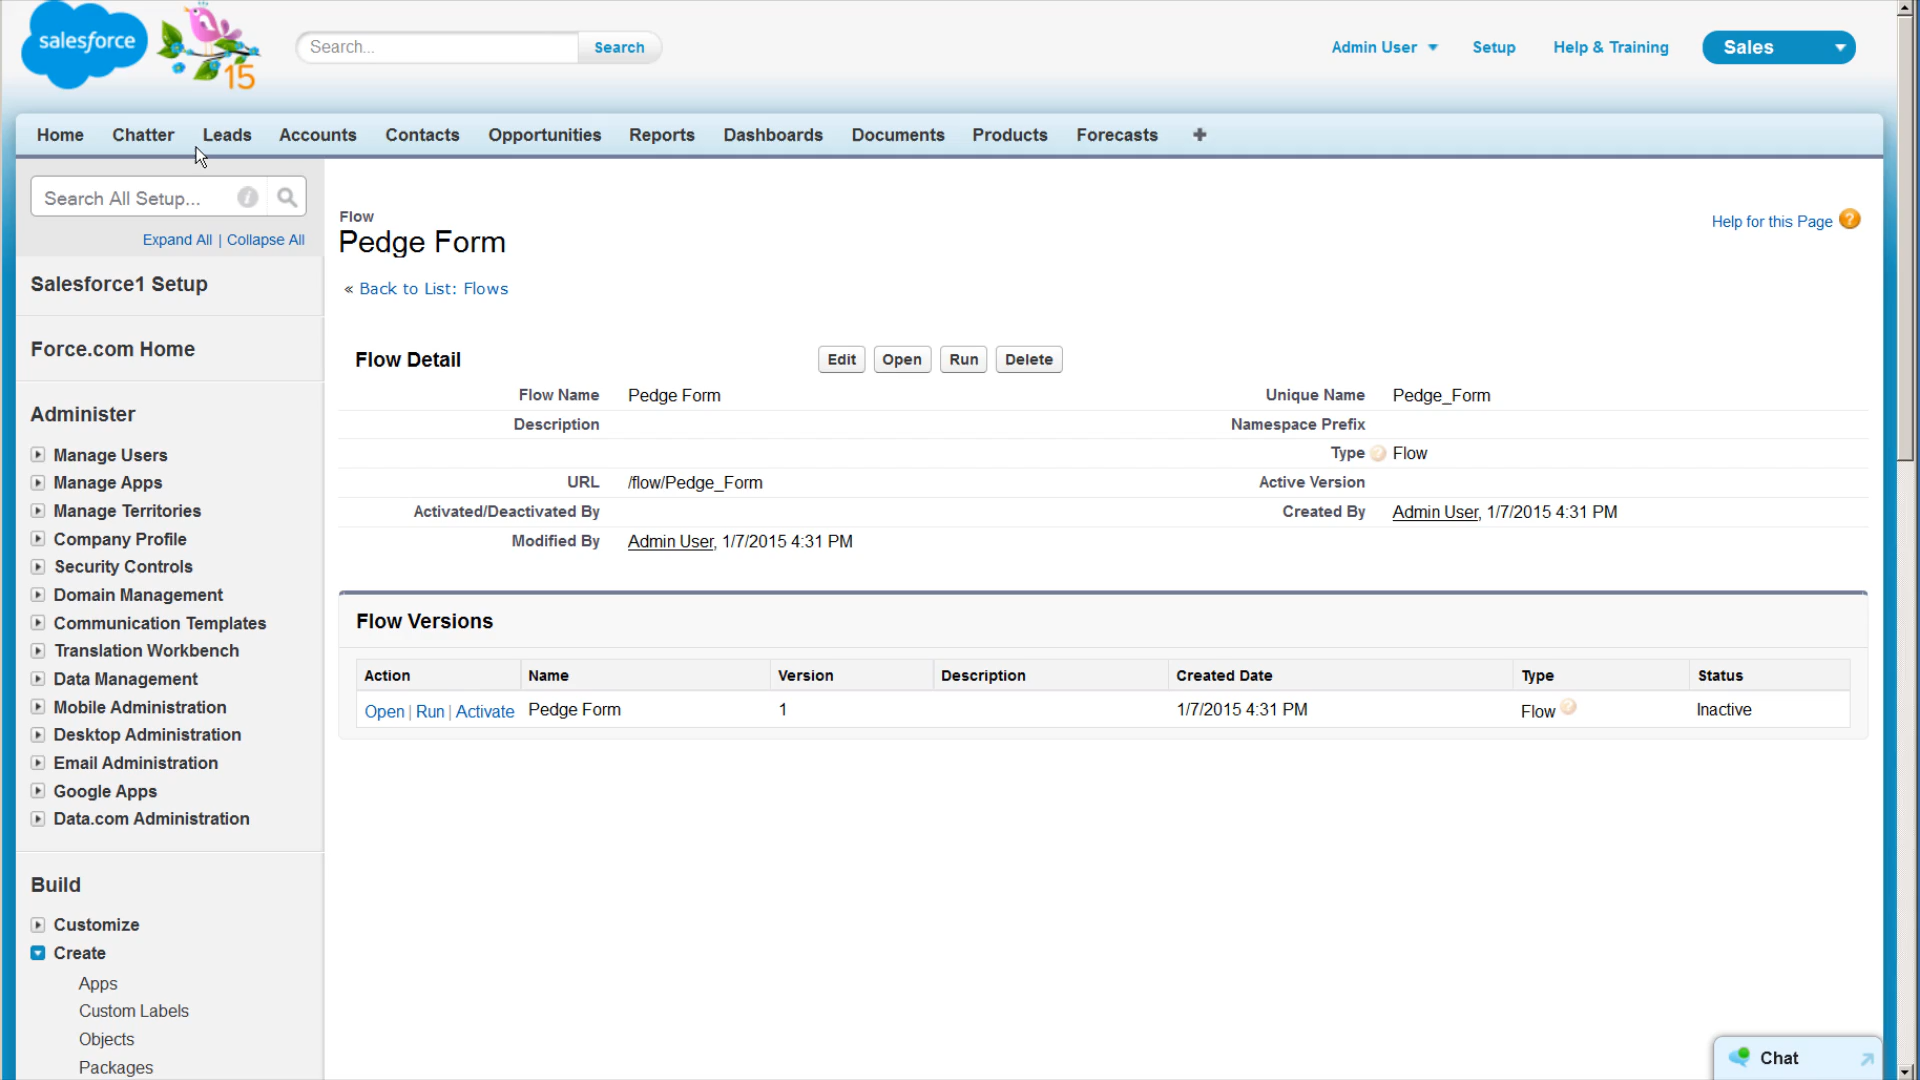 salesforce
15
Search...
Search
Admin User
Setup
Help & Training
Sales
Home
Chatter
Leads
Accounts
Contacts
Opportunities
Reports
Dashboards
Documents
Products
Forecasts
Search All Setup...
Expand All | Collapse All
Salesforce1 Setup
Force.com Home
Administer
Manage Users
Manage Apps
Manage Territories
Company Profile
Security Controls
Domain Management
Communication Templates
Translation Workbench
Data Management
Mobile Administration
Desktop Administration
Email Administration
Google Apps
Data.com Administration
Build
Customize
Create
Apps
Custom Labels
Objects
Packages
Flow
Pedge Form
« Back to List: Flows
Help for this Page ?
Flow Detail
Edit
Open
Run
Delete
Flow Name Pedge Form
Unique Name Pedge_Form
Description
Namespace Prefix
Type ? Flow
URL /flow/Pedge_Form
Active Version
Activated/Deactivated By
Created By Admin User, 1/7/2015 4:31 PM
Modified By Admin User, 1/7/2015 4:31 PM
Flow Versions
Action Name Version Description Created Date Type Status
Open | Run | Activate Pedge Form 1 1/7/2015 4:31 PM Flow ? Inactive
Chat